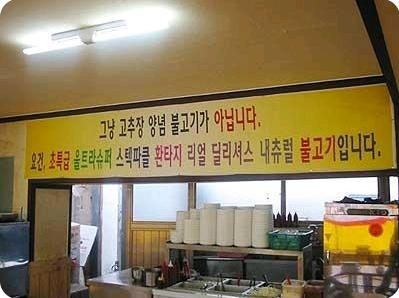 그냥 고추장 양념 불고기가 아닙니다.
요건, 초특급 울트라슈퍼 스텍타클 환타지 리얼 딜리셔스 내츄럴 불고기입니다.